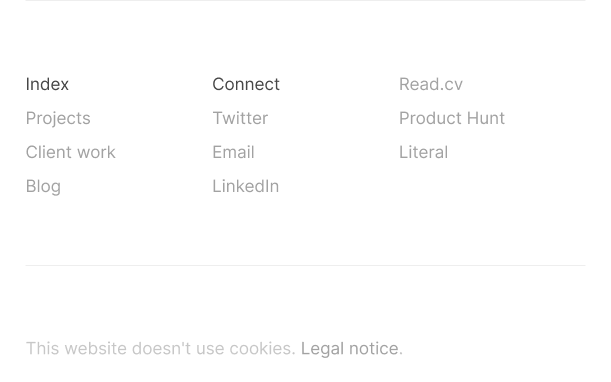 Index
Projects
Client work
Blog
Connect
Twitter
Email
LinkedIn
Read.cv
Product Hunt
Literal
This website doesn't use cookies. Legal notice.